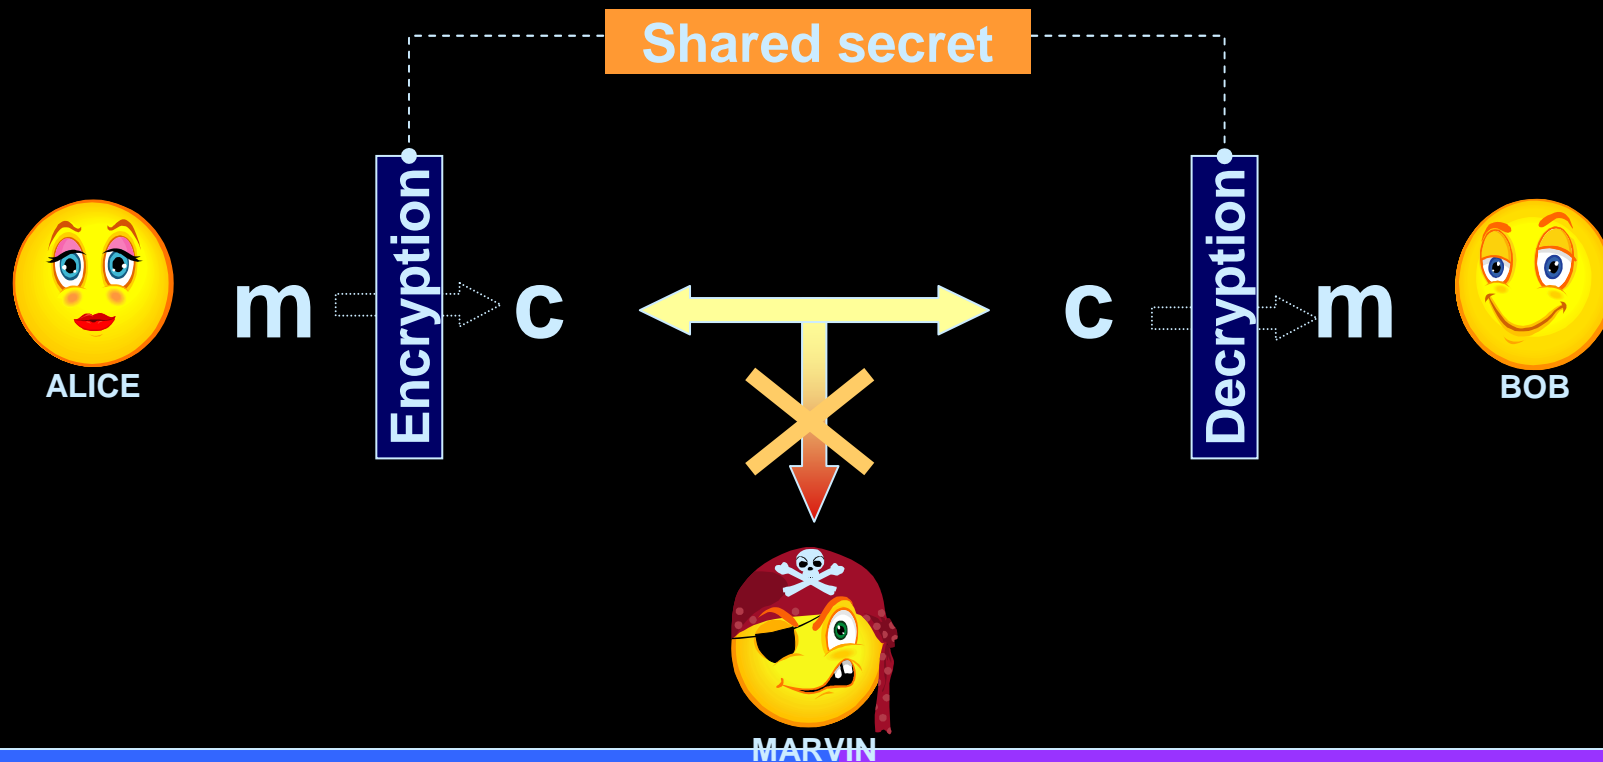 Shared secret
Encryption
Decryption
m
c
c
m
ALICE
BOB
MARVIN